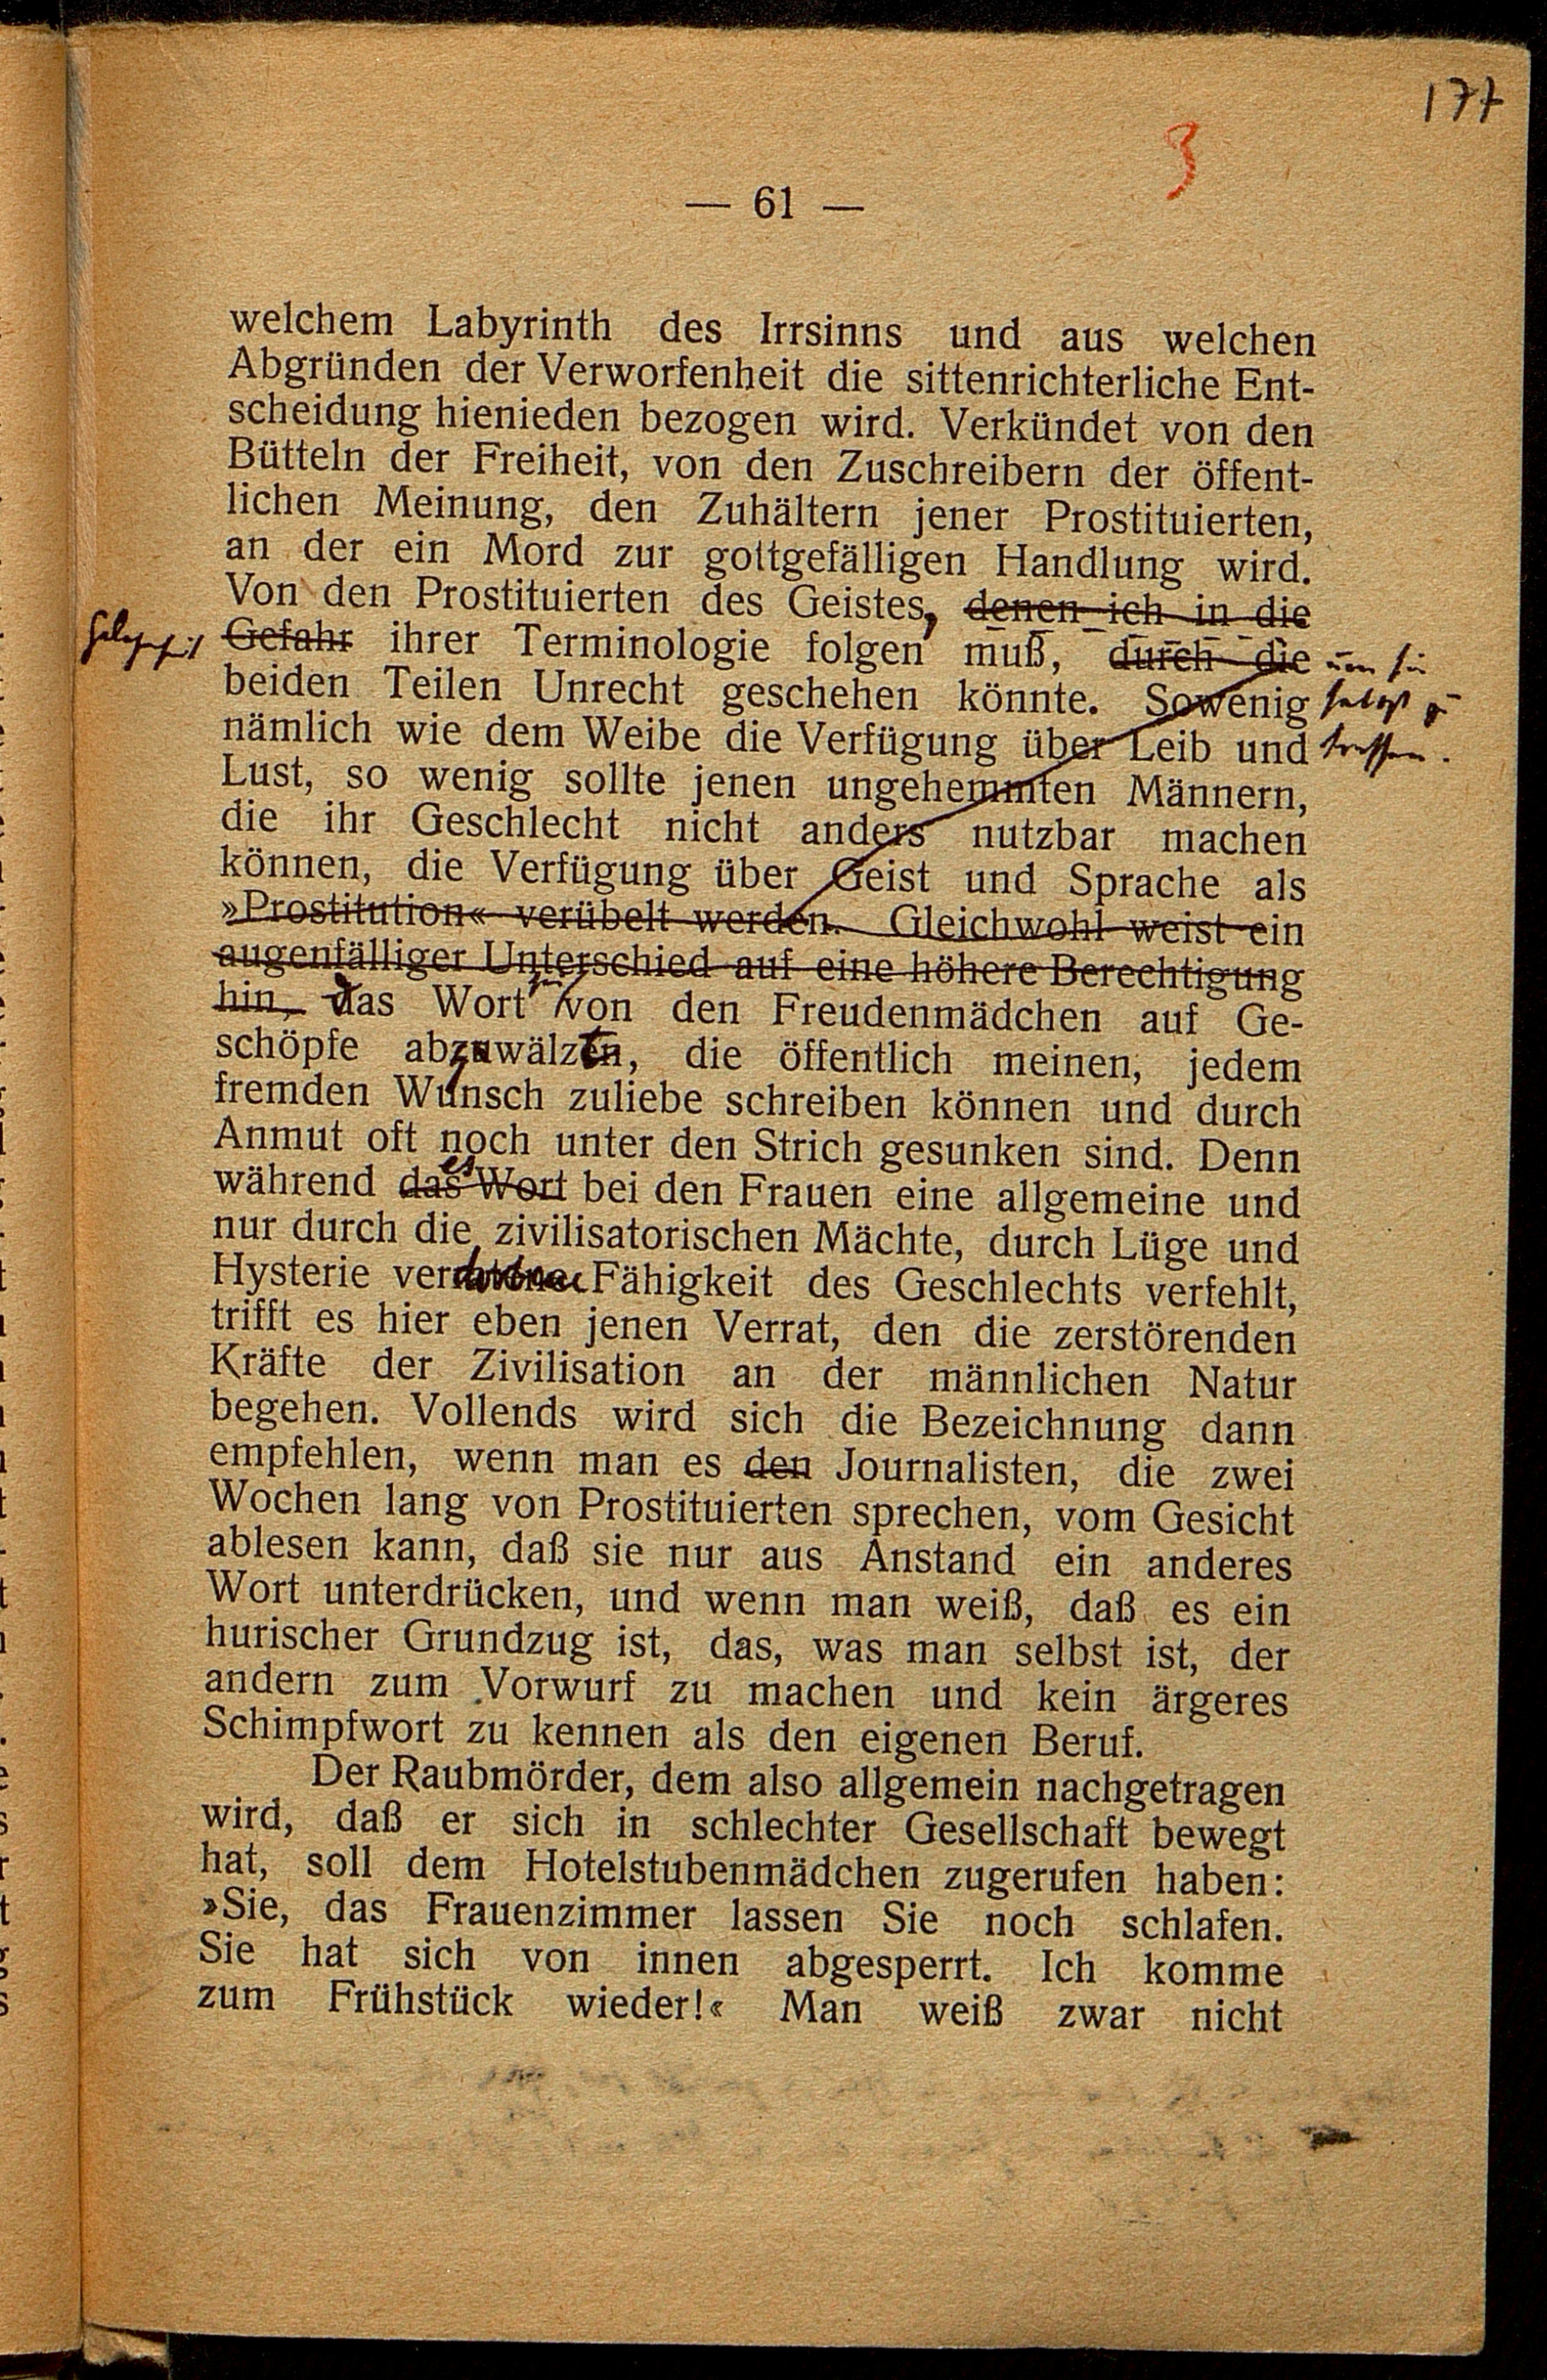 177
3
— 61 —
welchem Labyrinth des Irrsinns und aus welchen
Abgründen der Verworfenheit die sittenrichterliche Ent-
scheidung hienieden bezogen wird. Verkündet von den
Bütteln der Freiheit, von den Zuschreibern der öffent-
lichen Meinung, den Zuhältern jener Prostituierten,
an der ein Mord zur gottgefälligen Handlung wird.
Von den Prostituierten des Geistes, denen ich in die
Gefahr ihrer Terminologie folgen muß, durch die
um sie
beiden Teilen Unrecht geschehen könnte. Sowenig
selbst zu
nämlich wie dem Weibe die Verfügung über Leib und
treffen.
Lust, so wenig sollte jenen ungehemmten Männern,
die ihr Geschlecht nicht anders nutzbar machen
können, die Verfügung über Geist und Sprache als
»Prostitution« verübelt werden. Gleichwohl weist ein
augenfälliger Unterschied auf eine höhere Berechtigung
hin, das Wort von den Freudenmädchen auf Ge-
schöpfe abzuwälzen, die öffentlich meinen, jedem
fremden Wunsch zuliebe schreiben können und durch
Anmut oft noch unter den Strich gesunken sind. Denn
es
während das Wort bei den Frauen eine allgemeine und
nur durch die zivilisatorischen Mächte, durch Lüge und
Hysterie verdorbene Fähigkeit des Geschlechts verfehlt,
trifft es hier eben jenen Verrat, den die zerstörenden
Kräfte der Zivilisation an der männlichen Natur
begehen. Vollends wird sich die Bezeichnung dann
empfehlen, wenn man es den Journalisten, die zwei
Wochen lang von Prostituierten sprechen, vom Gesicht
ablesen kann, daß sie nur aus Anstand ein anderes
Wort unterdrücken, und wenn man weiß, daß es ein
hurischer Grundzug ist, das, was man selbst ist, der
andern zum Vorwurf zu machen und kein ärgeres
Schimpfwort zu kennen als den eigenen Beruf.
Der Raubmörder, dem also allgemein nachgetragen
wird, daß er sich in schlechter Gesellschaft bewegt
hat, soll dem Hotelstubenmädchen zugerufen haben:
»Sie, das Frauenzimmer lassen Sie noch schlafen.
Sie hat sich von innen abgesperrt. Ich komme
zum Frühstück wieder!« Man weiß zwar nicht